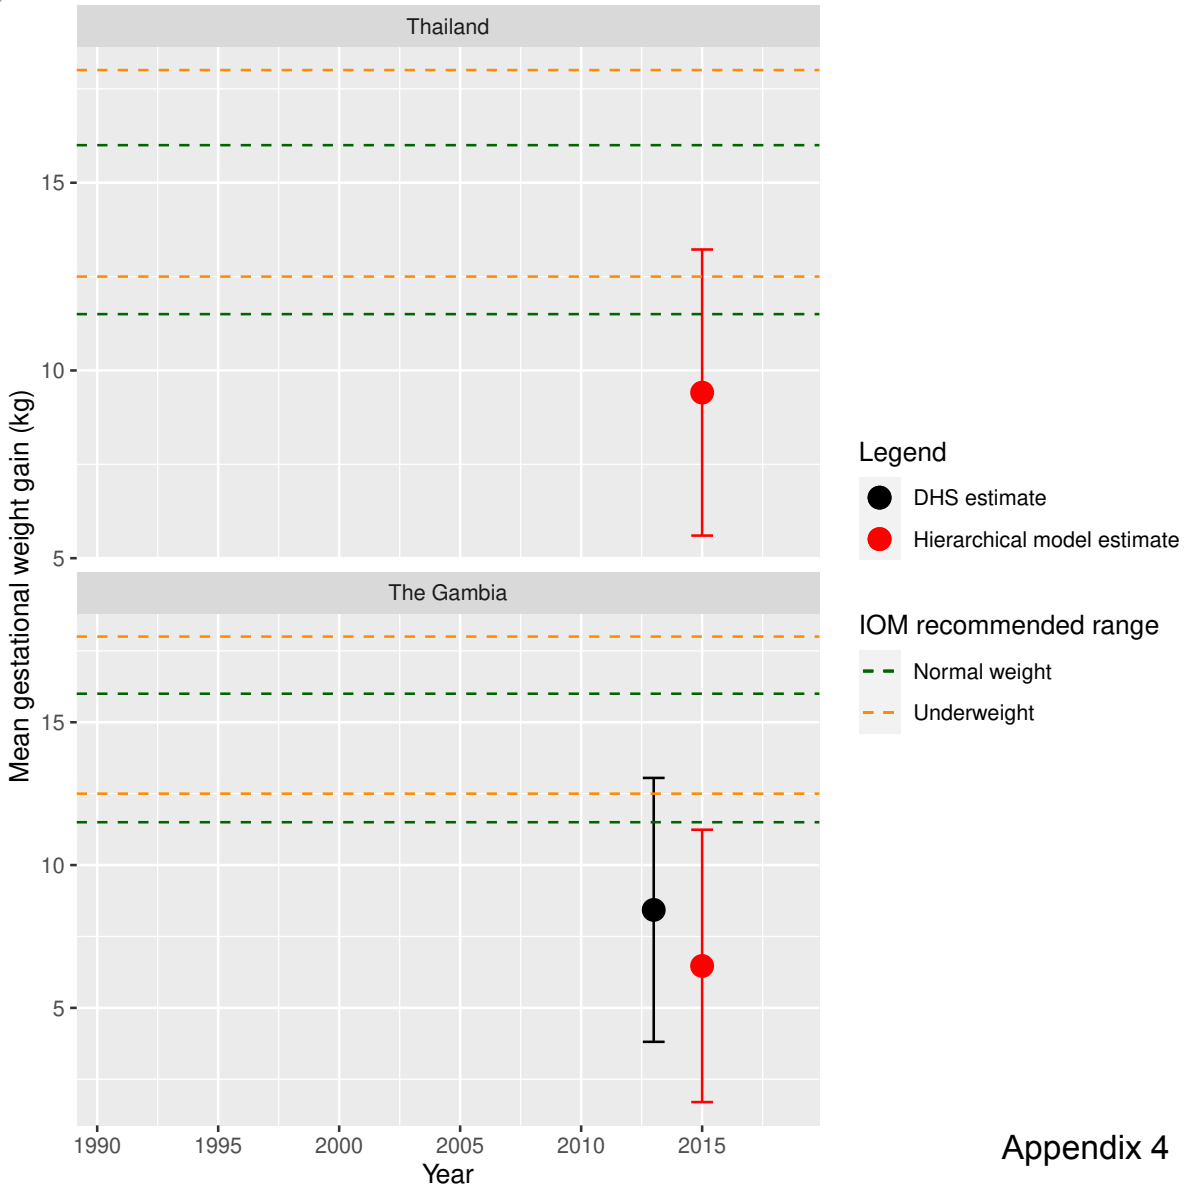 Thailand
15
10
5
The Gambia
15
10
5
1990 1995 2000 2005 2010 2015
Year
Mean gestational weight gain (kg)
Legend
DHS estimate
Hierarchical model estimate
IOM recommended range
Normal weight
Underweight
Appendix 4